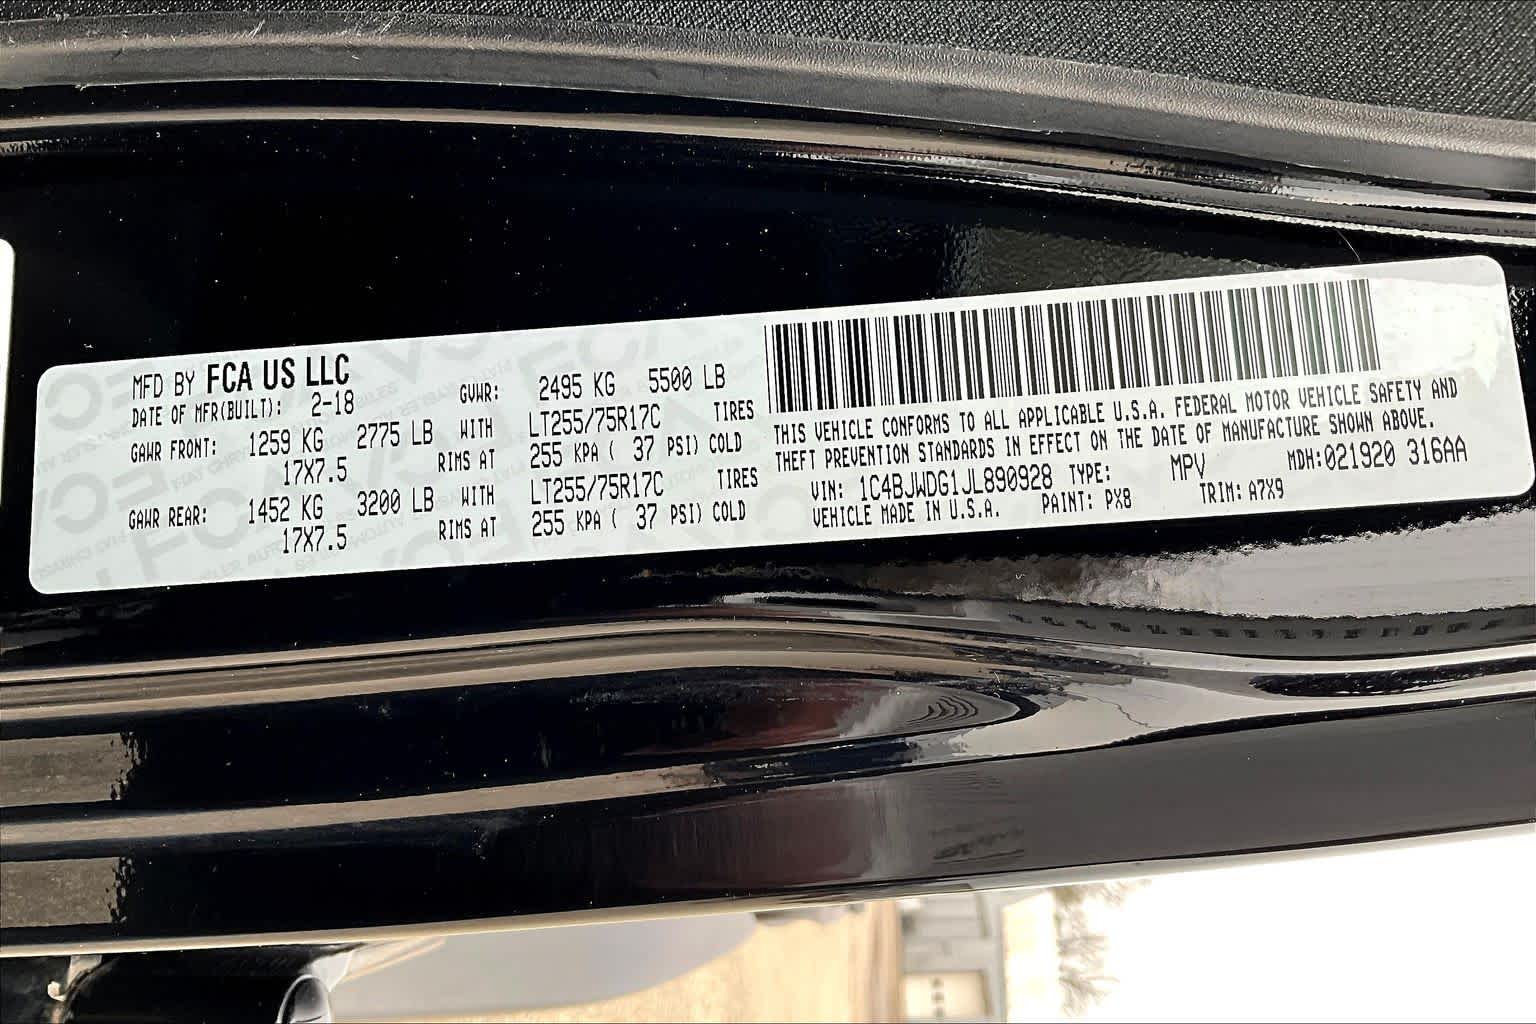 MFD BY FCA US LLC
DATE OF MFR(BUILT): 2-18 GVWR: 2495 KG 5500 LB
GAWR FRONT: 1259 KG 2775 LB WITH LT255/75R17C TIRES
17X7.5 RIMS AT 255 KPA ( 37 PSI) COLD
GAWR REAR: 1452 KG 3200 LB WITH LT255/75R17C TIRES
17X7.5 RIMS AT 255 KPA ( 37 PSI) COLD
THIS VEHICLE CONFORMS TO ALL APPLICABLE U.S.A. FEDERAL MOTOR VEHICLE SAFETY AND
THEFT PREVENTION STANDARDS IN EFFECT ON THE DATE OF MANUFACTURE SHOWN ABOVE.
VIN: 1C4BJWDG1JL890928 TYPE: MPV MDH:021920 316AA
VEHICLE MADE IN U.S.A. PAINT: PX8 TRIM: A7X9